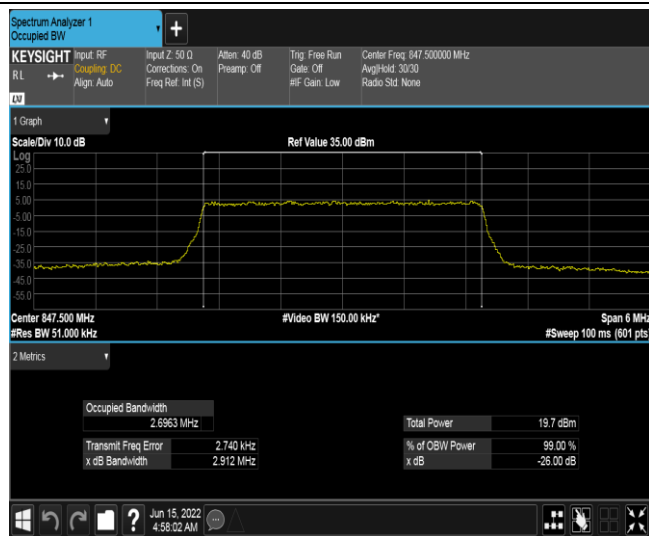 Spectrum Analyzer 1
Occupied BW
+
KEYSIGHT Input: RF Input Z: 50 Ω Atten: 40 dB Trig: Free Run Center Freq: 847.500000 MHz
RL Coupling: DC Corrections: On Preamp: Off Gate: Off Avg|Hold: 30/30
Align: Auto Freq Ref: Int (S) #IF Gain: Low Radio Std: None
LXI
1 Graph
Scale/Div 10.0 dB Ref Value 35.00 dBm
Log
25.0
15.0
5.00
-5.00
-15.0
-25.0
-35.0
-45.0
-55.0
Center 847.500 MHz #Video BW 150.00 kHz* Span 6 MHz
#Res BW 51.000 kHz #Sweep 100 ms (601 pts
2 Metrics
Occupied Bandwidth
2.6963 MHz Total Power 19.7 dBm
Transmit Freq Error 2.740 kHz % of OBW Power 99.00 %
x dB Bandwidth 2.912 MHz x dB -26.00 dB
? Jun 15, 2022
4:58:02 AM